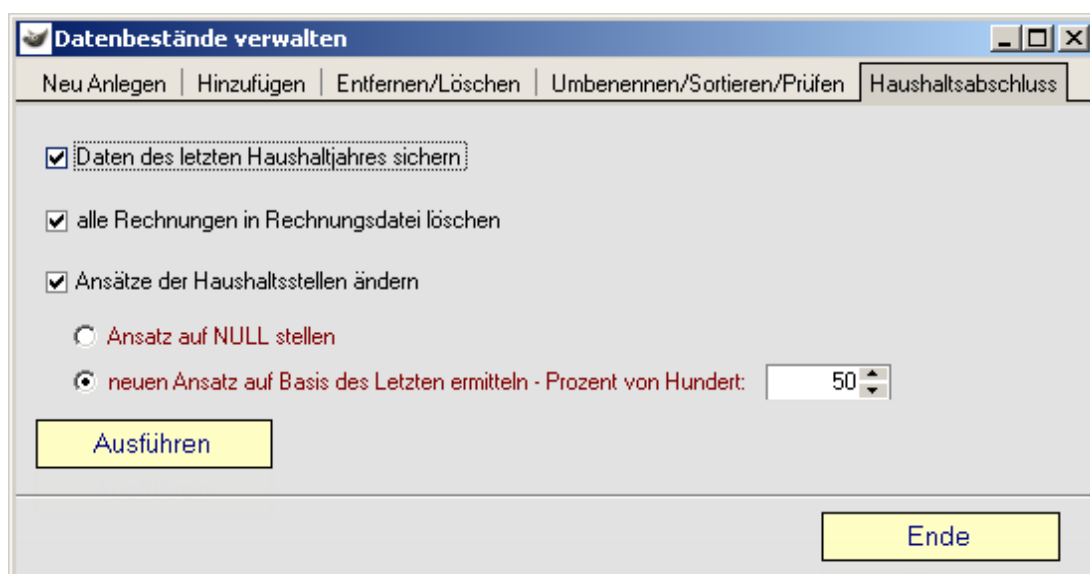 Datenbestände verwalten
Neu Anlegen | Hinzufügen | Entfernen/Löschen | Umbenennen/Sortieren/Prüfen | Haushaltsabschluss
Daten des letzten Haushaltjahres sichern
alle Rechnungen in Rechnungsdatei löschen
Ansätze der Haushaltsstellen ändern
Ansatz auf NULL stellen
neuen Ansatz auf Basis des Letzten ermitteln - Prozent von Hundert: 50
Ausführen
Ende